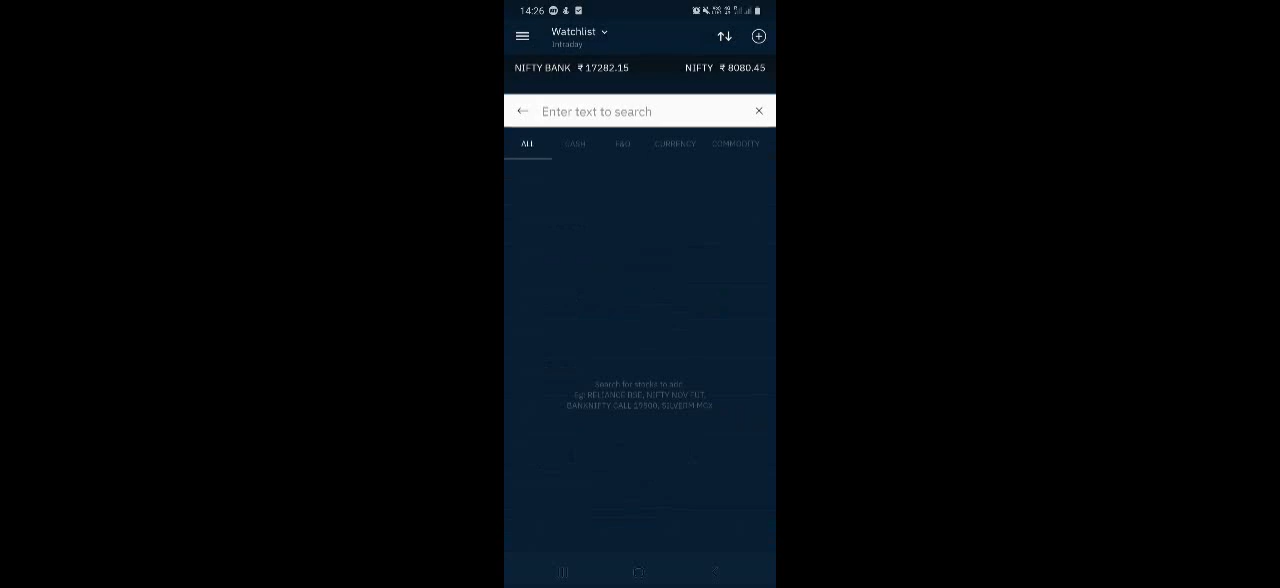 14:26
Watchlist
Intraday
NIFTY BANK ₹ 17282.15 NIFTY ₹ 8080.45
Enter text to search
ALL CASH F&O CURRENCY COMMODITY
Search for stocks to add
Eg: RELIANCE BSE, NIFTY NOV FUT,
BANKNIFTY CALL 19500, SILVERM MCX